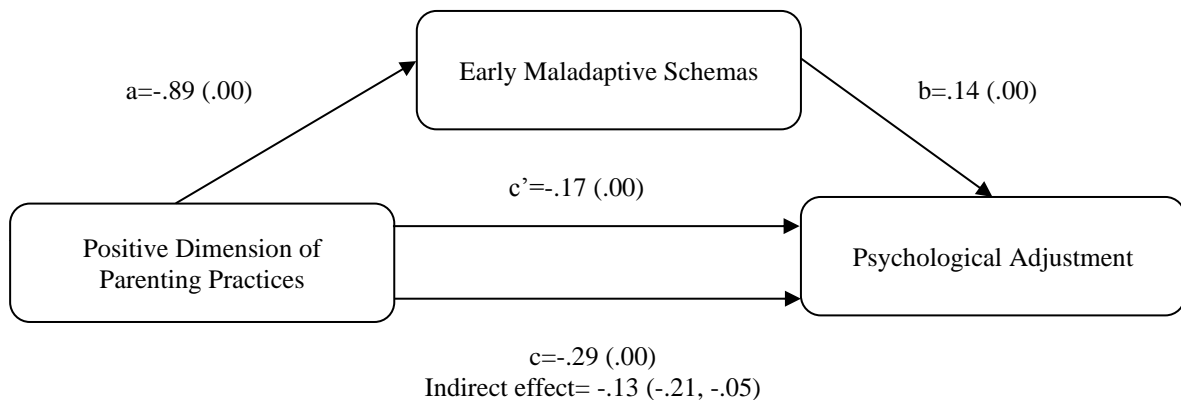 Early Maladaptive Schemas
a=-.89 (.00)
b=.14 (.00)
c’=-.17 (.00)
Positive Dimension of
Parenting Practices
Psychological Adjustment
c=-.29 (.00)
Indirect effect= -.13 (-.21, -.05)